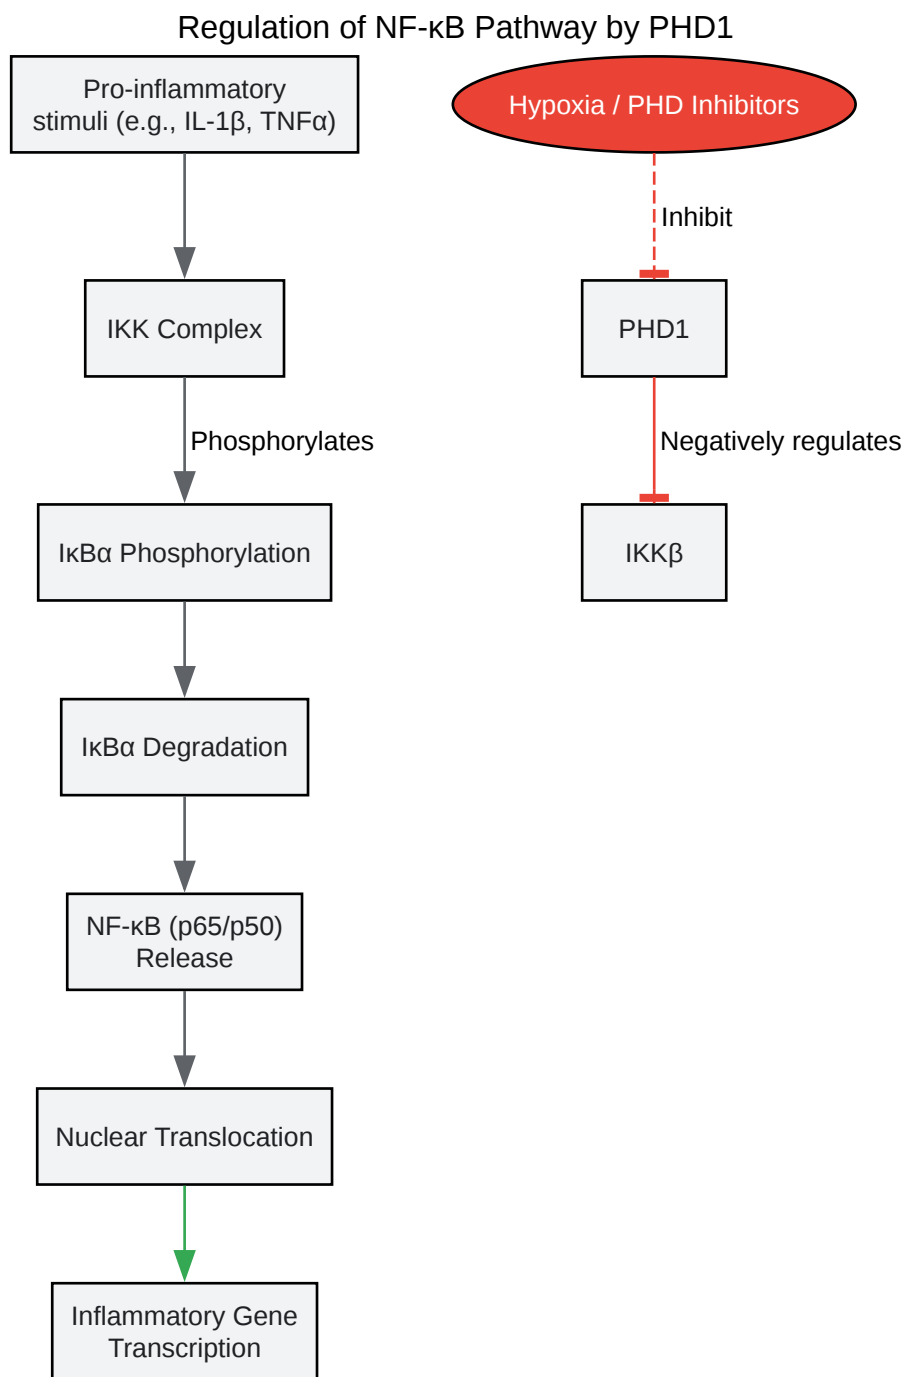 Regulation of NF-κB Pathway by PHD1
Pro-inflammatory
stimuli (e.g., IL-1β, TNFα)
Hypoxia / PHD Inhibitors
Inhibit
IKK Complex
PHD1
Phosphorylates
Negatively regulates
IκBα Phosphorylation
IKKβ
IκBα Degradation
NF-κB (p65/p50)
Release
Nuclear Translocation
Inflammatory Gene
Transcription